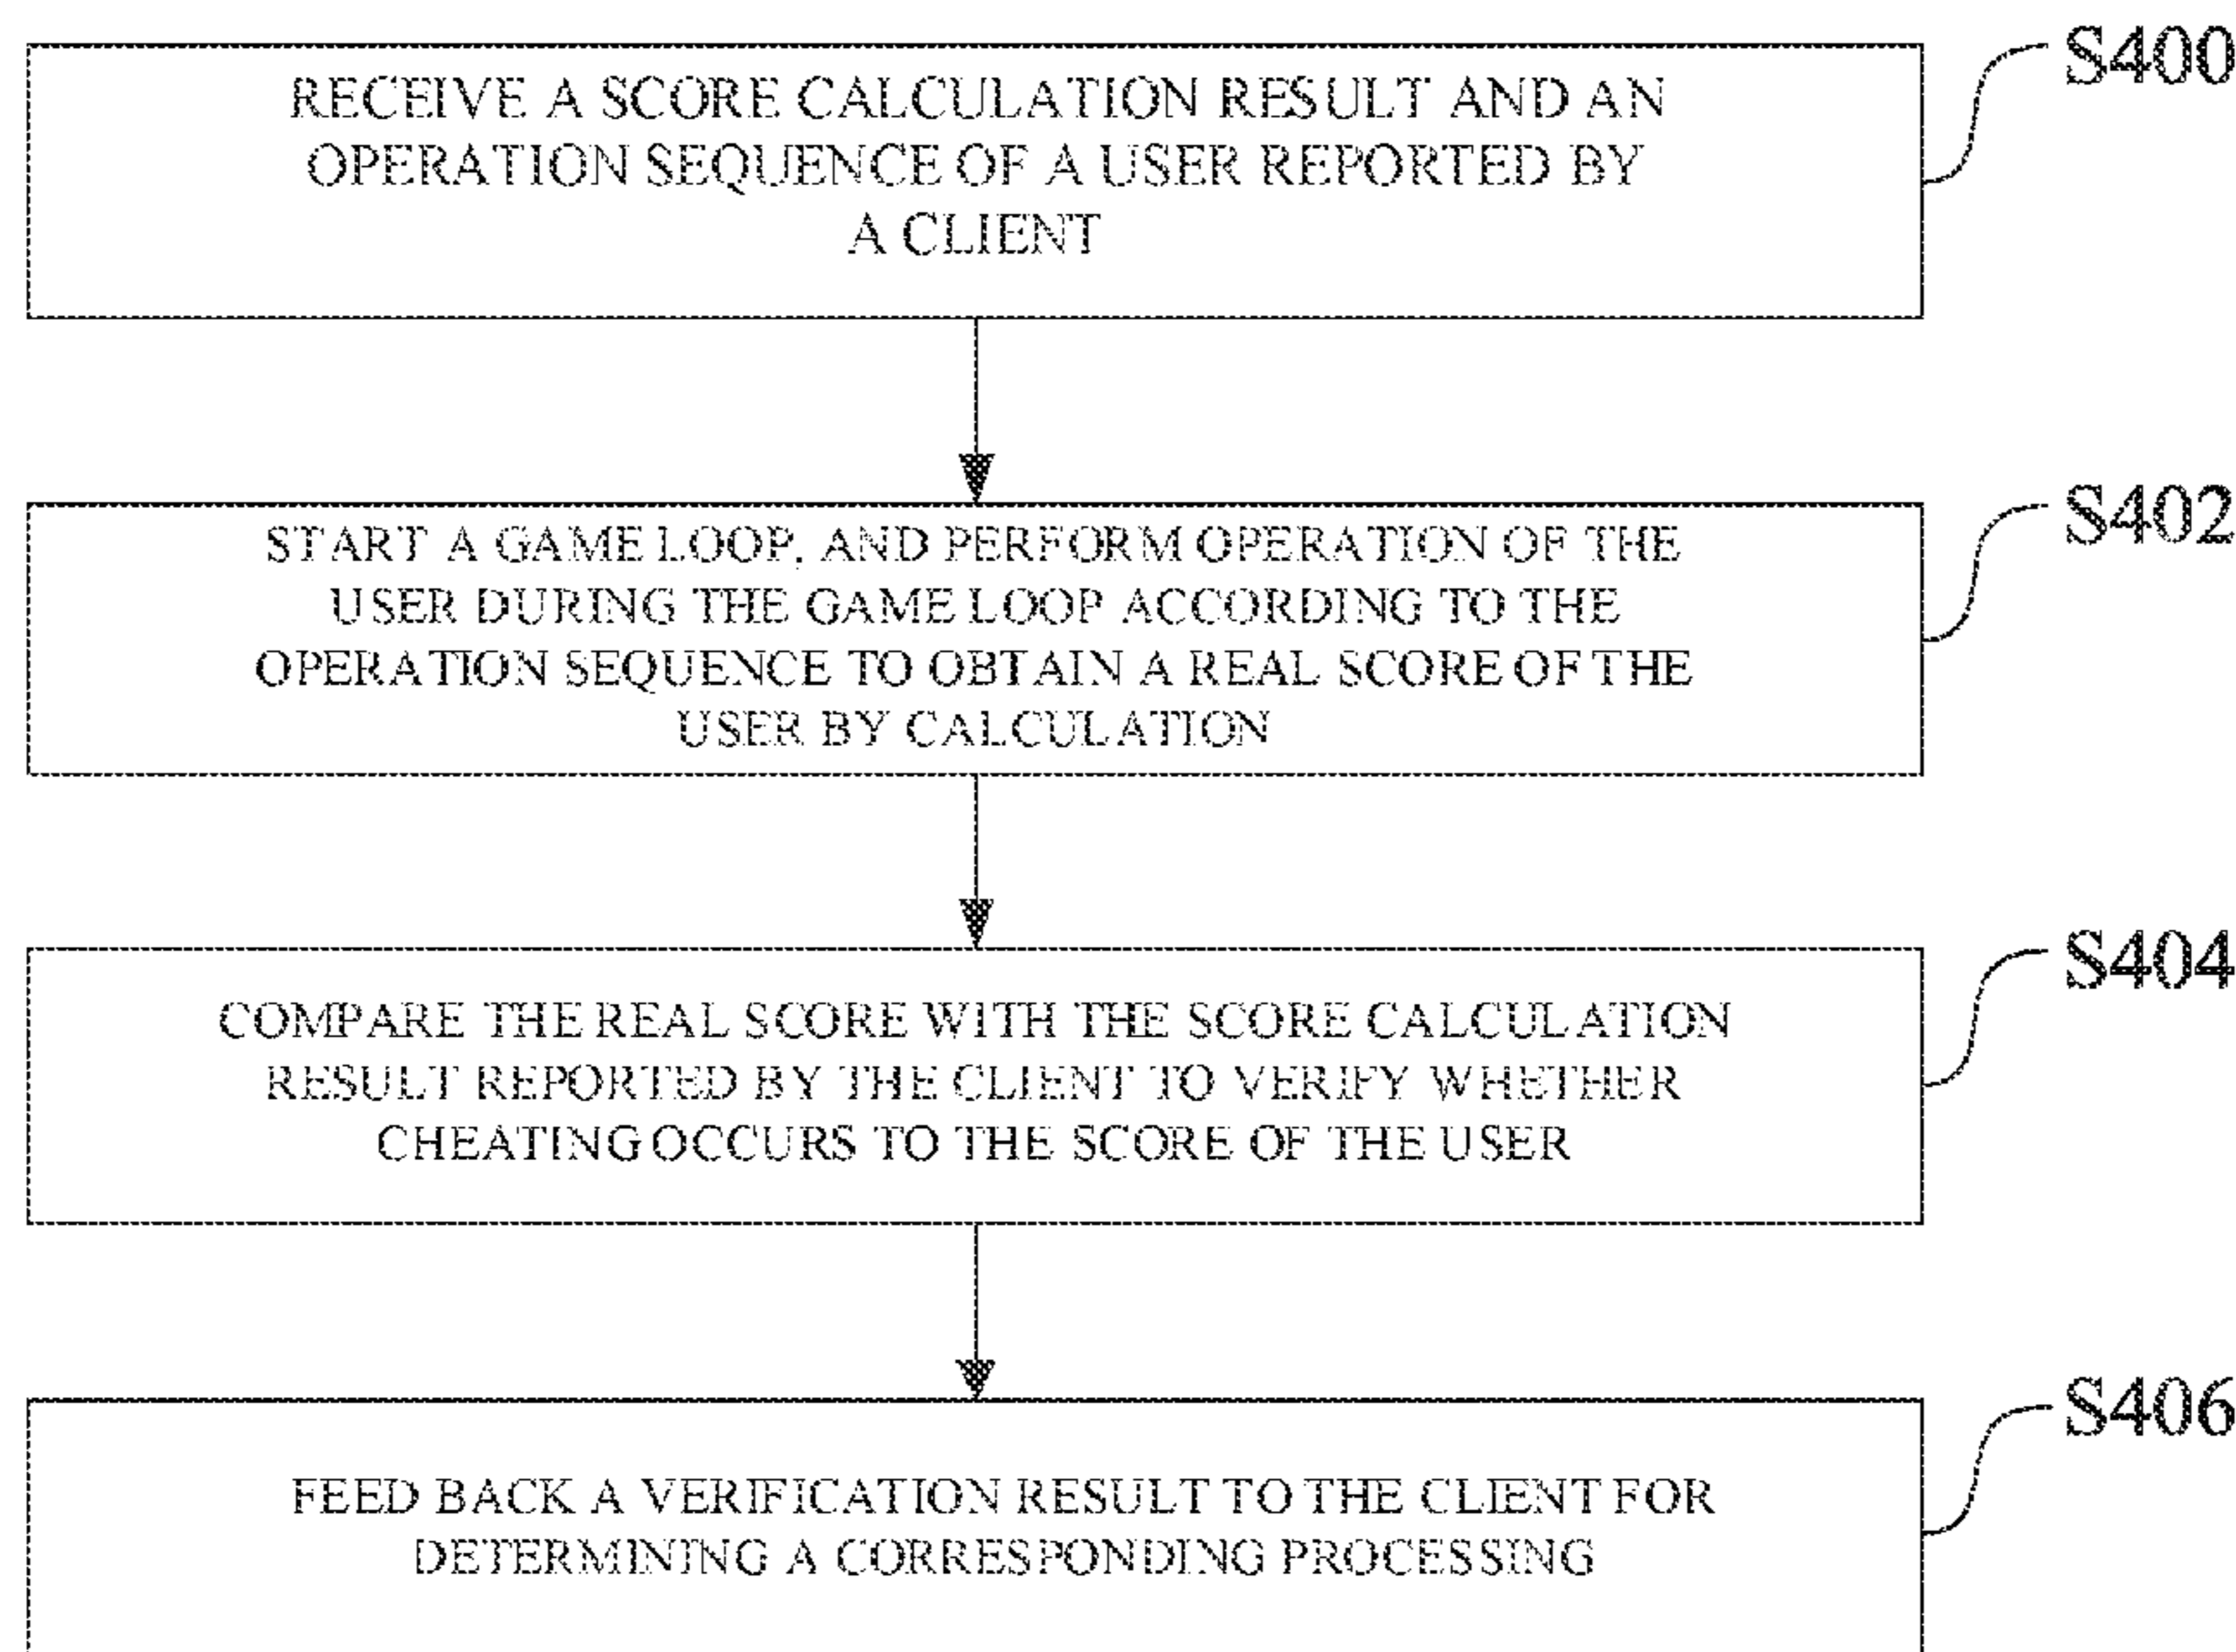 RECEIVE A SCORE CALCULATION RESULT AND AN
OPERATION SEQUENCE OF A USER REPORTED BY
A CLIENT
S400
START A GAME LOOP, AND PERFORM OPERATION OF THE
USER DURING THE GAME LOOP ACCORDING TO THE
OPERATION SEQUENCE TO OBTAIN A REAL SCORE OF THE
USER BY CALCULATION
S402
COMPARE THE REAL SCORE WITH THE SCORE CALCULATION
RESULT REPORTED BY THE CLIENT TO VERIFY WHETHER
CHEATING OCCURS TO THE SCORE OF THE USER
S404
FEED BACK A VERIFICATION RESULT TO THE CLIENT FOR
DETERMINING A CORRESPONDING PROCESSING
S406